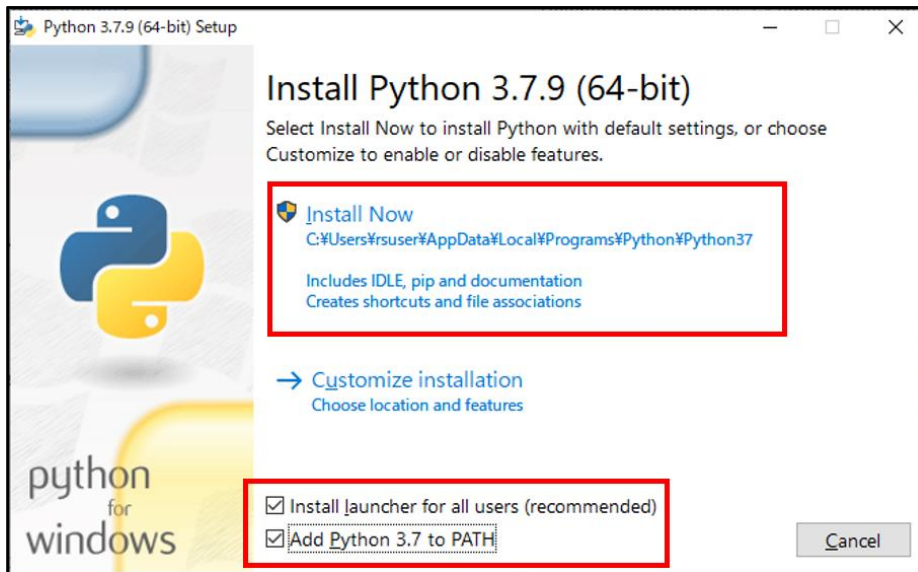 Python 3.7.9 (64-bit) Setup
Install Python 3.7.9 (64-bit)
Select Install Now to install Python with default settings, or choose
Customize to enable or disable features.
Install Now
C:¥Users¥rsuser¥AppData¥Local¥Programs¥Python¥Python37
Includes IDLE, pip and documentation
Creates shortcuts and file associations
Customize installation
Choose location and features
python
for
windows
Install launcher for all users (recommended)
Add Python 3.7 to PATH
Cancel